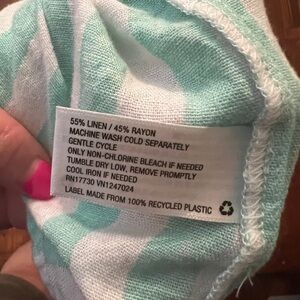 55% LINEN / 45% RAYON
MACHINE WASH COLD SEPARATELY
GENTLE CYCLE
ONLY NON-CHLORINE BLEACH IF NEEDED
TUMBLE DRY LOW, REMOVE PROMPTLY
COOL IRON IF NEEDED
RN17730 VN1247024
LABEL MADE FROM 100% RECYCLED PLASTIC